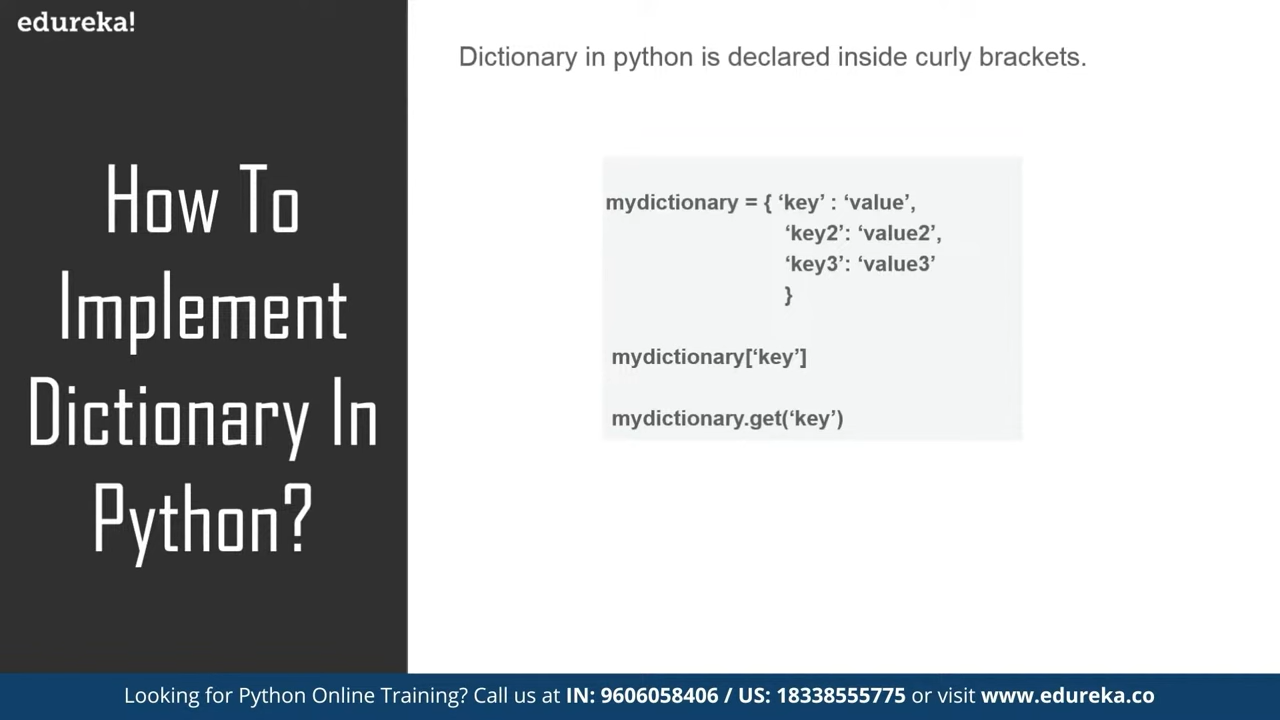 edureka!
How To
Implement
Dictionary In
Python?
Dictionary in python is declared inside curly brackets.
mydictionary = { ‘key’ : ‘value’,
‘key2’: ‘value2’,
‘key3’: ‘value3’
}
mydictionary[‘key’]
mydictionary.get(‘key’)
Looking for Python Online Training? Call us at IN: 9606058406 / US: 18338555775 or visit www.edureka.co